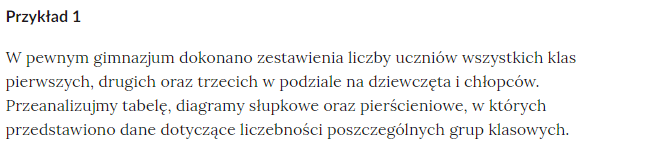 Przykład 1
W pewnym gimnazjum dokonano zestawienia liczby uczniów wszystkich klas
pierwszych, drugich oraz trzecich w podziale na dziewczęta i chłopców.
Przeanalizujmy tabelę, diagramy słupkowe oraz pierścieniowe, w których
przedstawiono dane dotyczące liczebności poszczególnych grup klasowych.